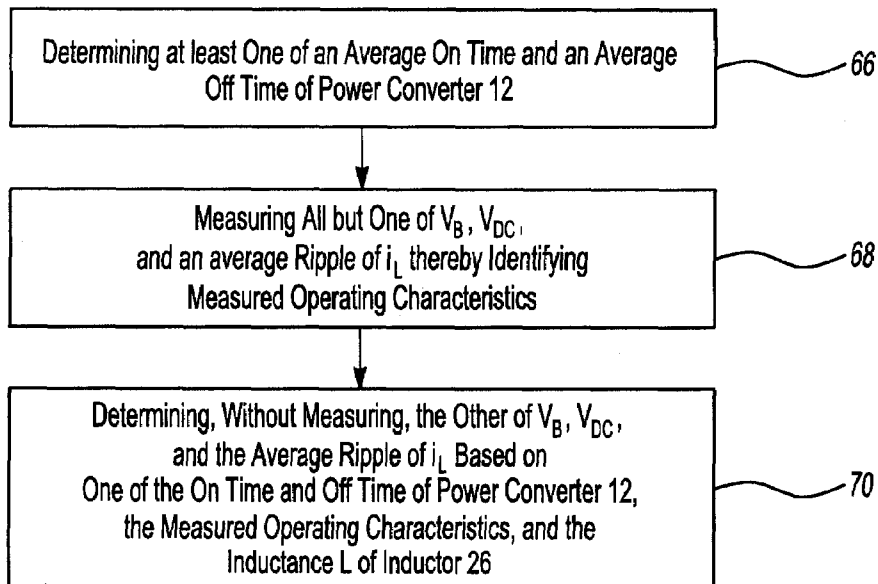 Determining at least One of an Average On Time and an Average
Off Time of Power Converter 12
66
Measuring All but One of V_B, V_DC,
and an average Ripple of i_L thereby Identifying
Measured Operating Characteristics
68
Determining, Without Measuring, the Other of V_B, V_DC,
and the Average Ripple of i_L Based on
One of the On Time and Off Time of Power Converter 12,
the Measured Operating Characteristics, and the
Inductance L of Inductor 26
70